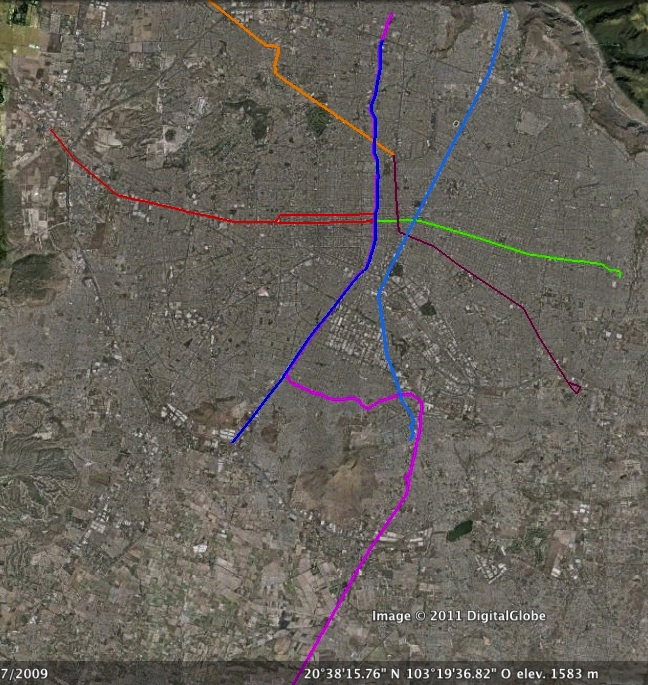 Image © 2011 DigitalGlobe
7/2009
20°38'15.76" N 103°19'36.82" O elev. 1583 m